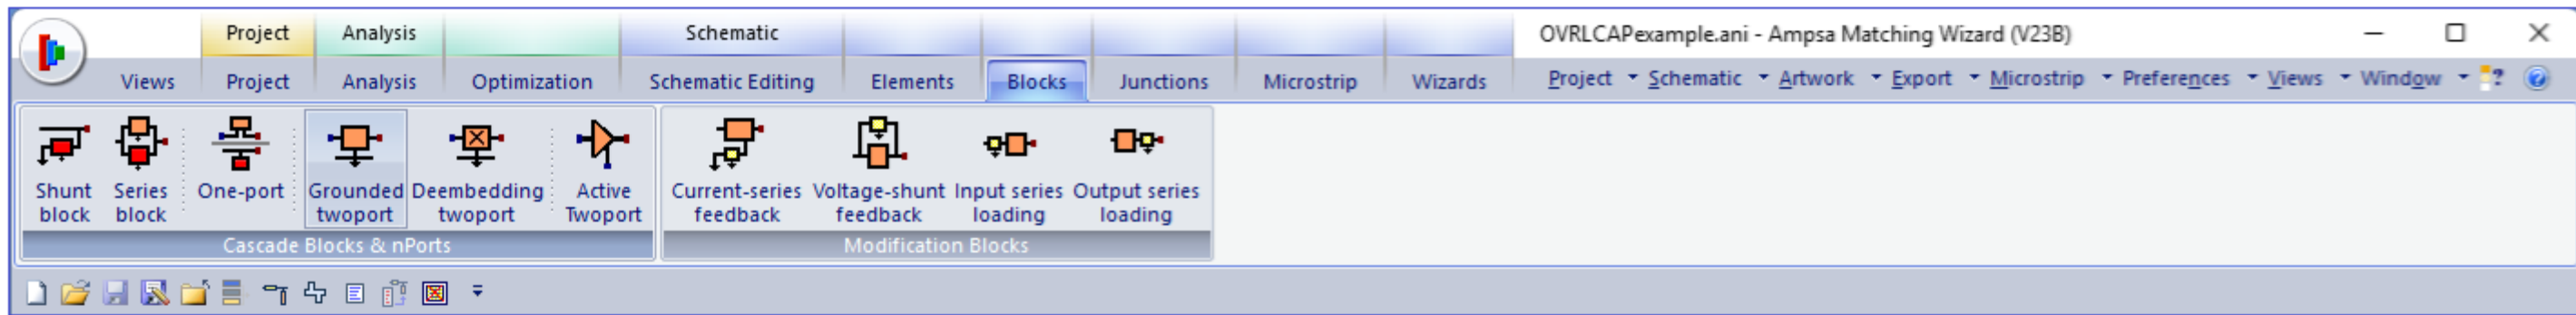 Project Analysis Schematic OVRLCAPexample.ani - Ampsa Matching Wizard (V23B)
Views Project Analysis Optimization Schematic Editing Elements Blocks Junctions Microstrip Wizards Project Schematic Artwork Export Microstrip Preferences Views Window ?
Shunt Series One-port Grounded Deembedding Active Current-series Voltage-shunt Input series Output series
block block twoport twoport Twoport feedback feedback loading loading
Cascade Blocks & nPorts Modification Blocks